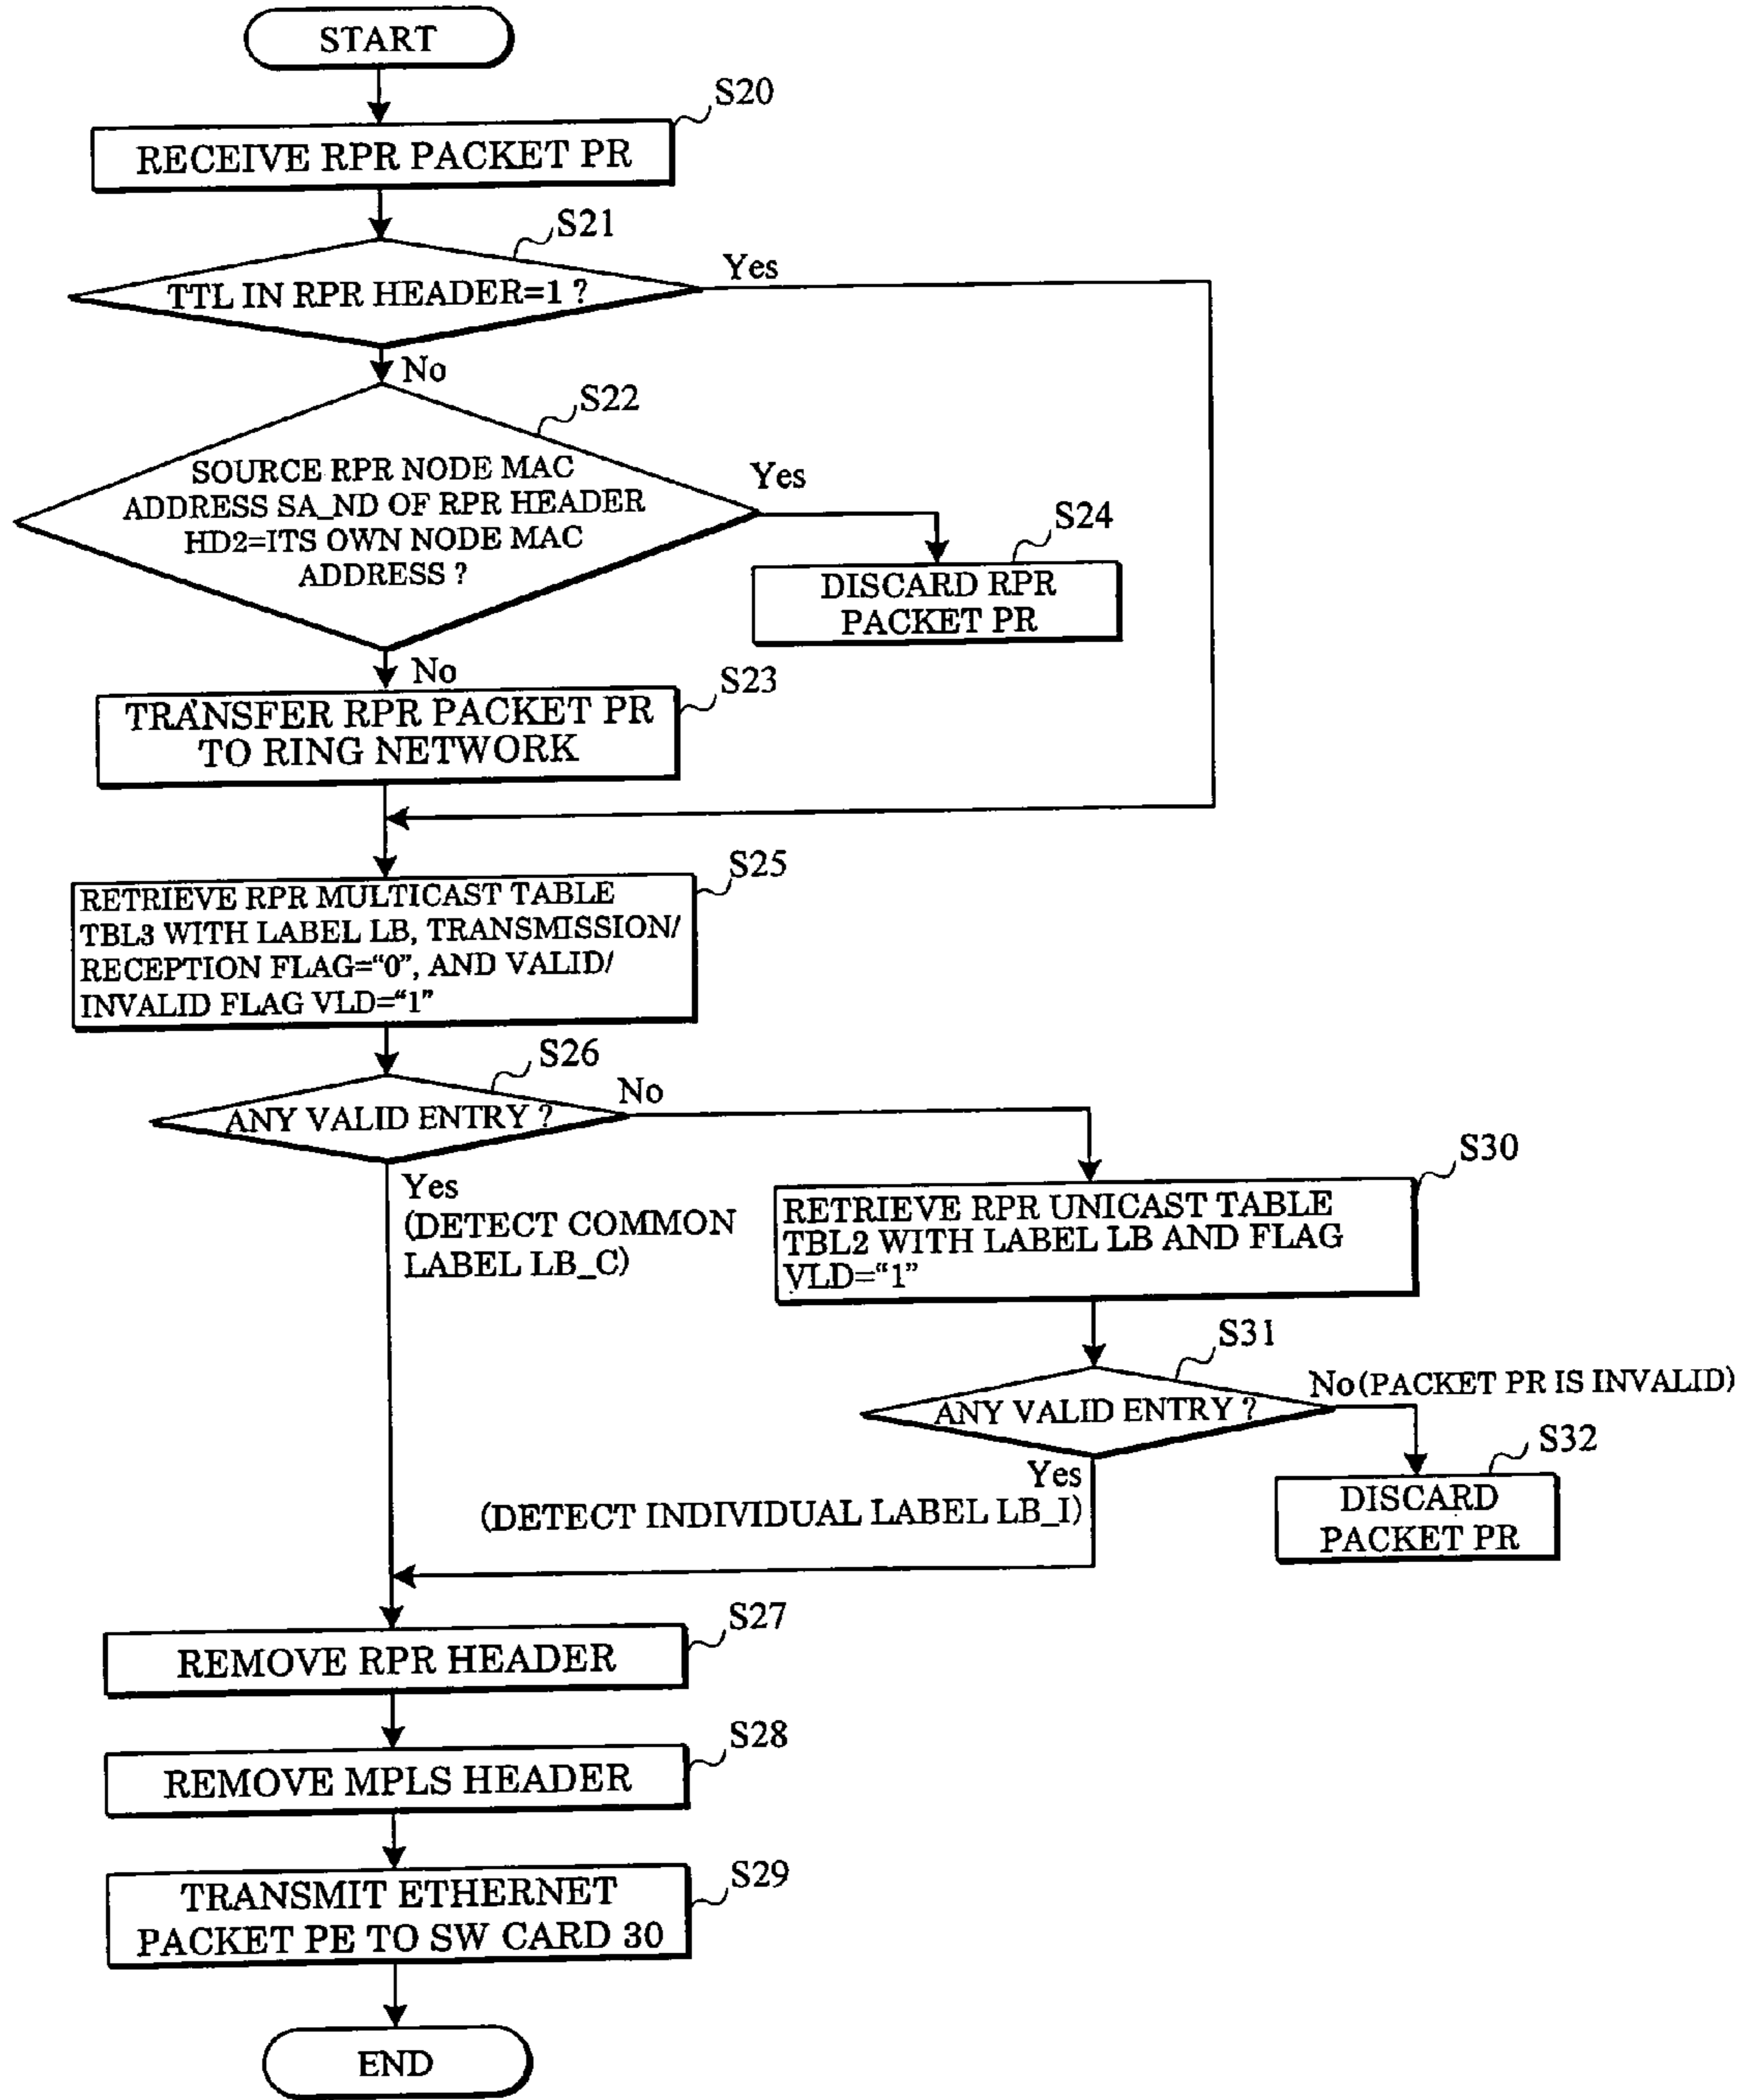 START
S20
RECEIVE RPR PACKET PR
S21
TTL IN RPR HEADER=1 ?
Yes
No
S22
SOURCE RPR NODE MAC
ADDRESS SA_ND OF RPR HEADER
HD2=ITS OWN NODE MAC
ADDRESS ?
Yes
S24
DISCARD RPR
PACKET PR
No
S23
TRANSFER RPR PACKET PR
TO RING NETWORK
S25
RETRIEVE RPR MULTICAST TABLE
TBL3 WITH LABEL LB, TRANSMISSION/
RECEPTION FLAG=“0”, AND VALID/
INVALID FLAG VLD=“1”
S26
ANY VALID ENTRY ?
No
Yes
(DETECT COMMON
LABEL LB_C)
S30
RETRIEVE RPR UNICAST TABLE
TBL2 WITH LABEL LB AND FLAG
VLD=“1”
S31
ANY VALID ENTRY ?
No(PACKET PR IS INVALID)
S32
DISCARD
PACKET PR
Yes
(DETECT INDIVIDUAL LABEL LB_I)
S27
REMOVE RPR HEADER
S28
REMOVE MPLS HEADER
S29
TRANSMIT ETHERNET
PACKET PE TO SW CARD 30
END